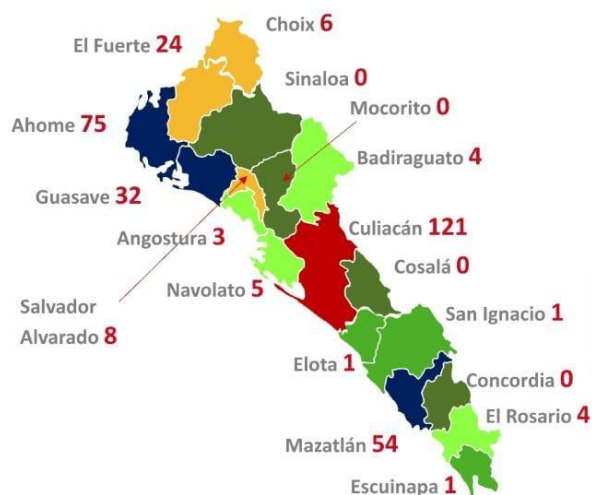 Choix 6
El Fuerte 24
Sinaloa 0
Mocorito 0
Ahome 75
Badiraguato 4
Guasave 32
Culiacán 121
Angostura 3
Cosalá 0
Navolato 5
Salvador
Alvarado 8
San Ignacio 1
Elota 1
Concordia 0
El Rosario 4
Mazatlán 54
Escuinapa 1